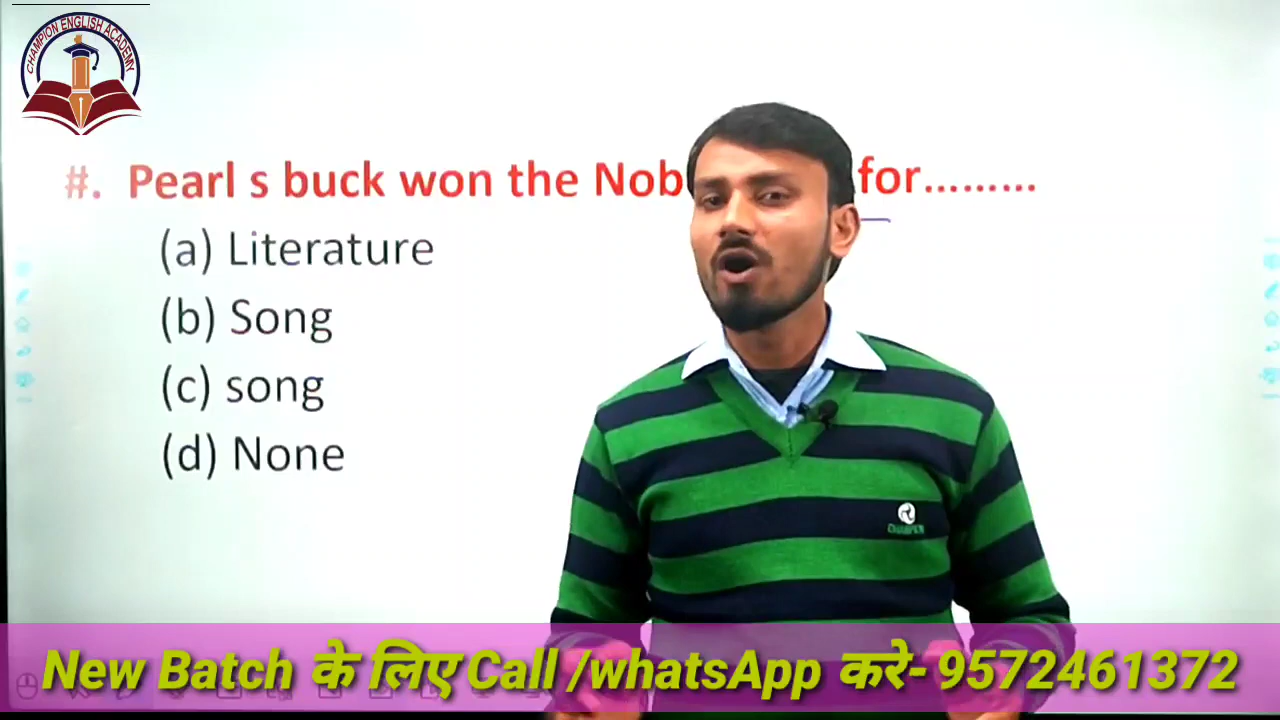 CHAMPION ENGLISH ACADEMY
#. Pearl s buck won the Nob for.........
(a) Literature
(b) Song
(c) song
(d) None
CHAMPION
New Batch के लिए Call /whatsApp करे- 9572461372